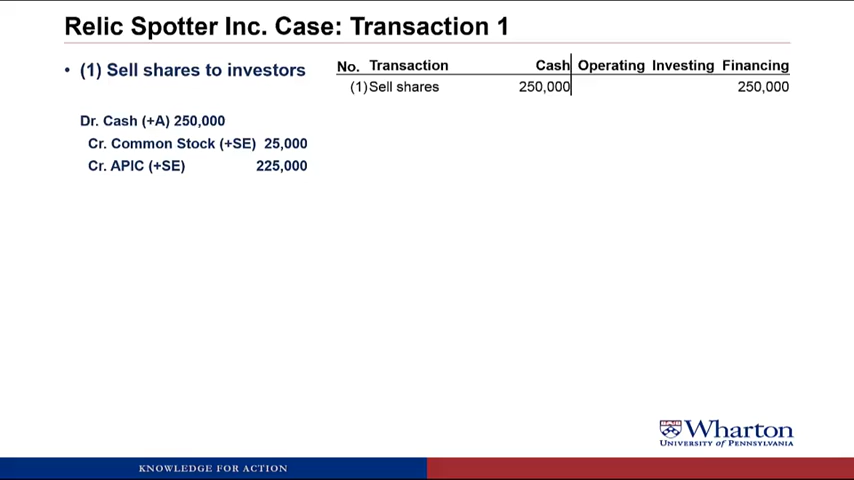 Relic Spotter Inc. Case: Transaction 1
• (1) Sell shares to investors
Dr. Cash (+A) 250,000
Cr. Common Stock (+SE) 25,000
Cr. APIC (+SE) 225,000
No. Transaction Cash Operating Investing Financing
(1) Sell shares 250,000 250,000
Wharton
UNIVERSITY OF PENNSYLVANIA
KNOWLEDGE FOR ACTION